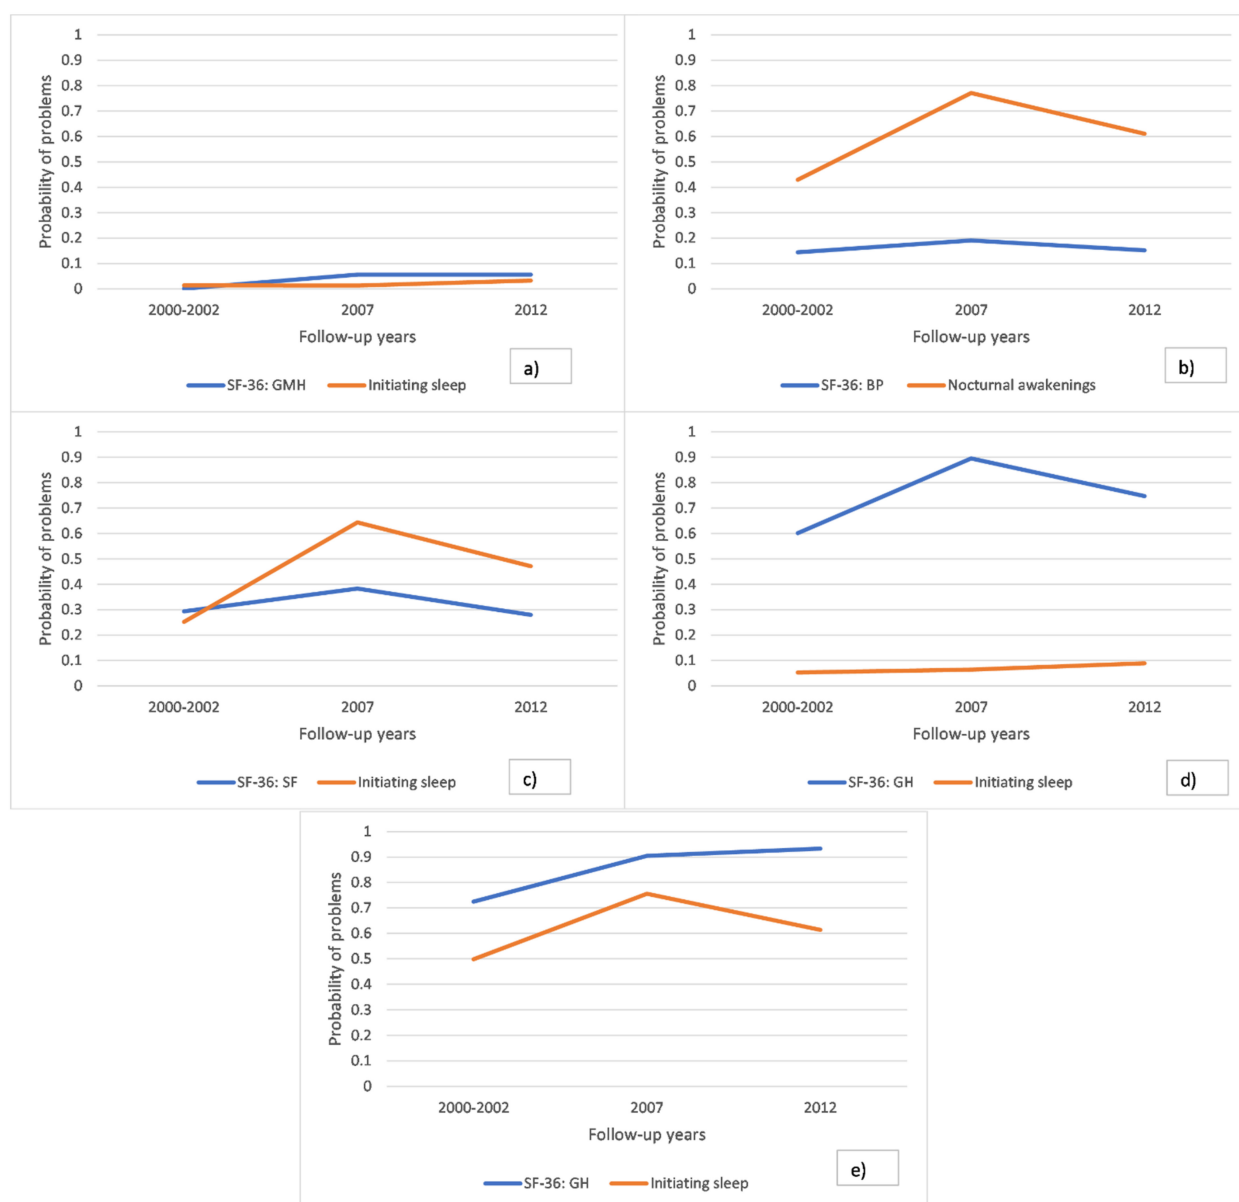 1
0.9
0.8
0.7
0.6
0.5
0.4
0.3
0.2
0.1
0
Probability of problems
2000-2002 2007 2012
Follow-up years
a)
SF-36: GMH Initiating sleep
1
0.9
0.8
0.7
0.6
0.5
0.4
0.3
0.2
0.1
0
Probability of problems
2000-2002 2007 2012
Follow-up years
b)
SF-36: BP Nocturnal awakenings
1
0.9
0.8
0.7
0.6
0.5
0.4
0.3
0.2
0.1
0
Probability of problems
2000-2002 2007 2012
Follow-up years
c)
SF-36: SF Initiating sleep
1
0.9
0.8
0.7
0.6
0.5
0.4
0.3
0.2
0.1
0
Probability of problems
2000-2002 2007 2012
Follow-up years
d)
SF-36: GH Initiating sleep
1
0.9
0.8
0.7
0.6
0.5
0.4
0.3
0.2
0.1
0
Probability of problems
2000-2002 2007 2012
Follow-up years
e)
SF-36: GH Initiating sleep